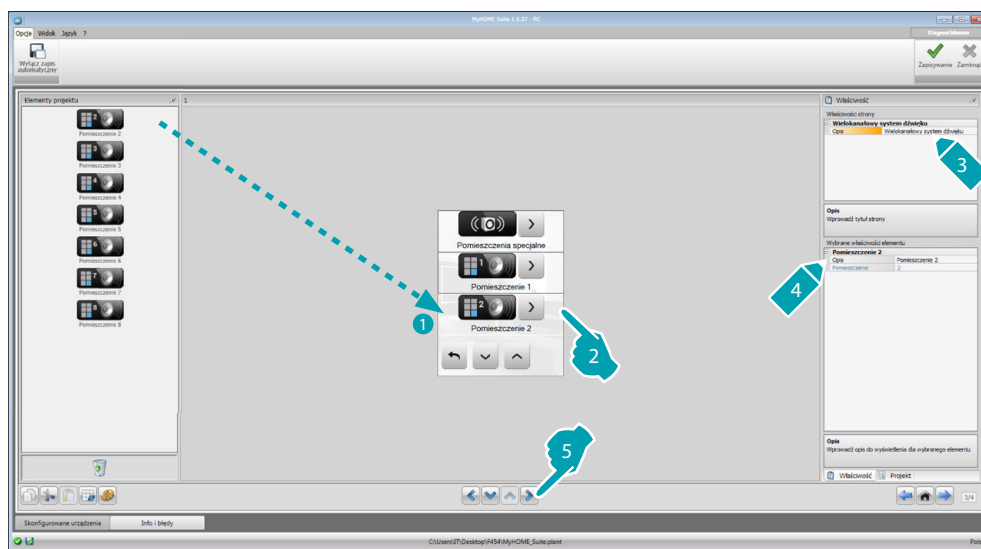 MyHOME Suite 1.0.37 - RC
Opcje Widok Język ?
Wyłącz zapis
automatyczny
Zapisywanie Zamknąć
Elementy projektu
1
Właściwość
Pomieszczenie 2
Pomieszczenie 3
Pomieszczenie 4
Pomieszczenie 5
Pomieszczenie 6
Pomieszczenie 7
Pomieszczenie 8
Pomieszczenia specjalne
1
Pomieszczenie 1
2
Pomieszczenie 2
1
2
3
4
5
Właściwości strony
Wielokanałowy system dźwięku
Opis Wielokanałowy system dźwięku
Opis
Wprowadź tytuł strony
Wybrane właściwości elementu
Pomieszczenie 2
Opis Pomieszczenie 2
Pomieszczenie 2
Opis
Wprowadź opis do wyświetlenia dla wybranego elementu
Właściwość Projekt
3/4
Skonfigurowane urządzenia Info i błędy
C:\Users\IT\Desktop\F454\MyHOME_Suite.plant